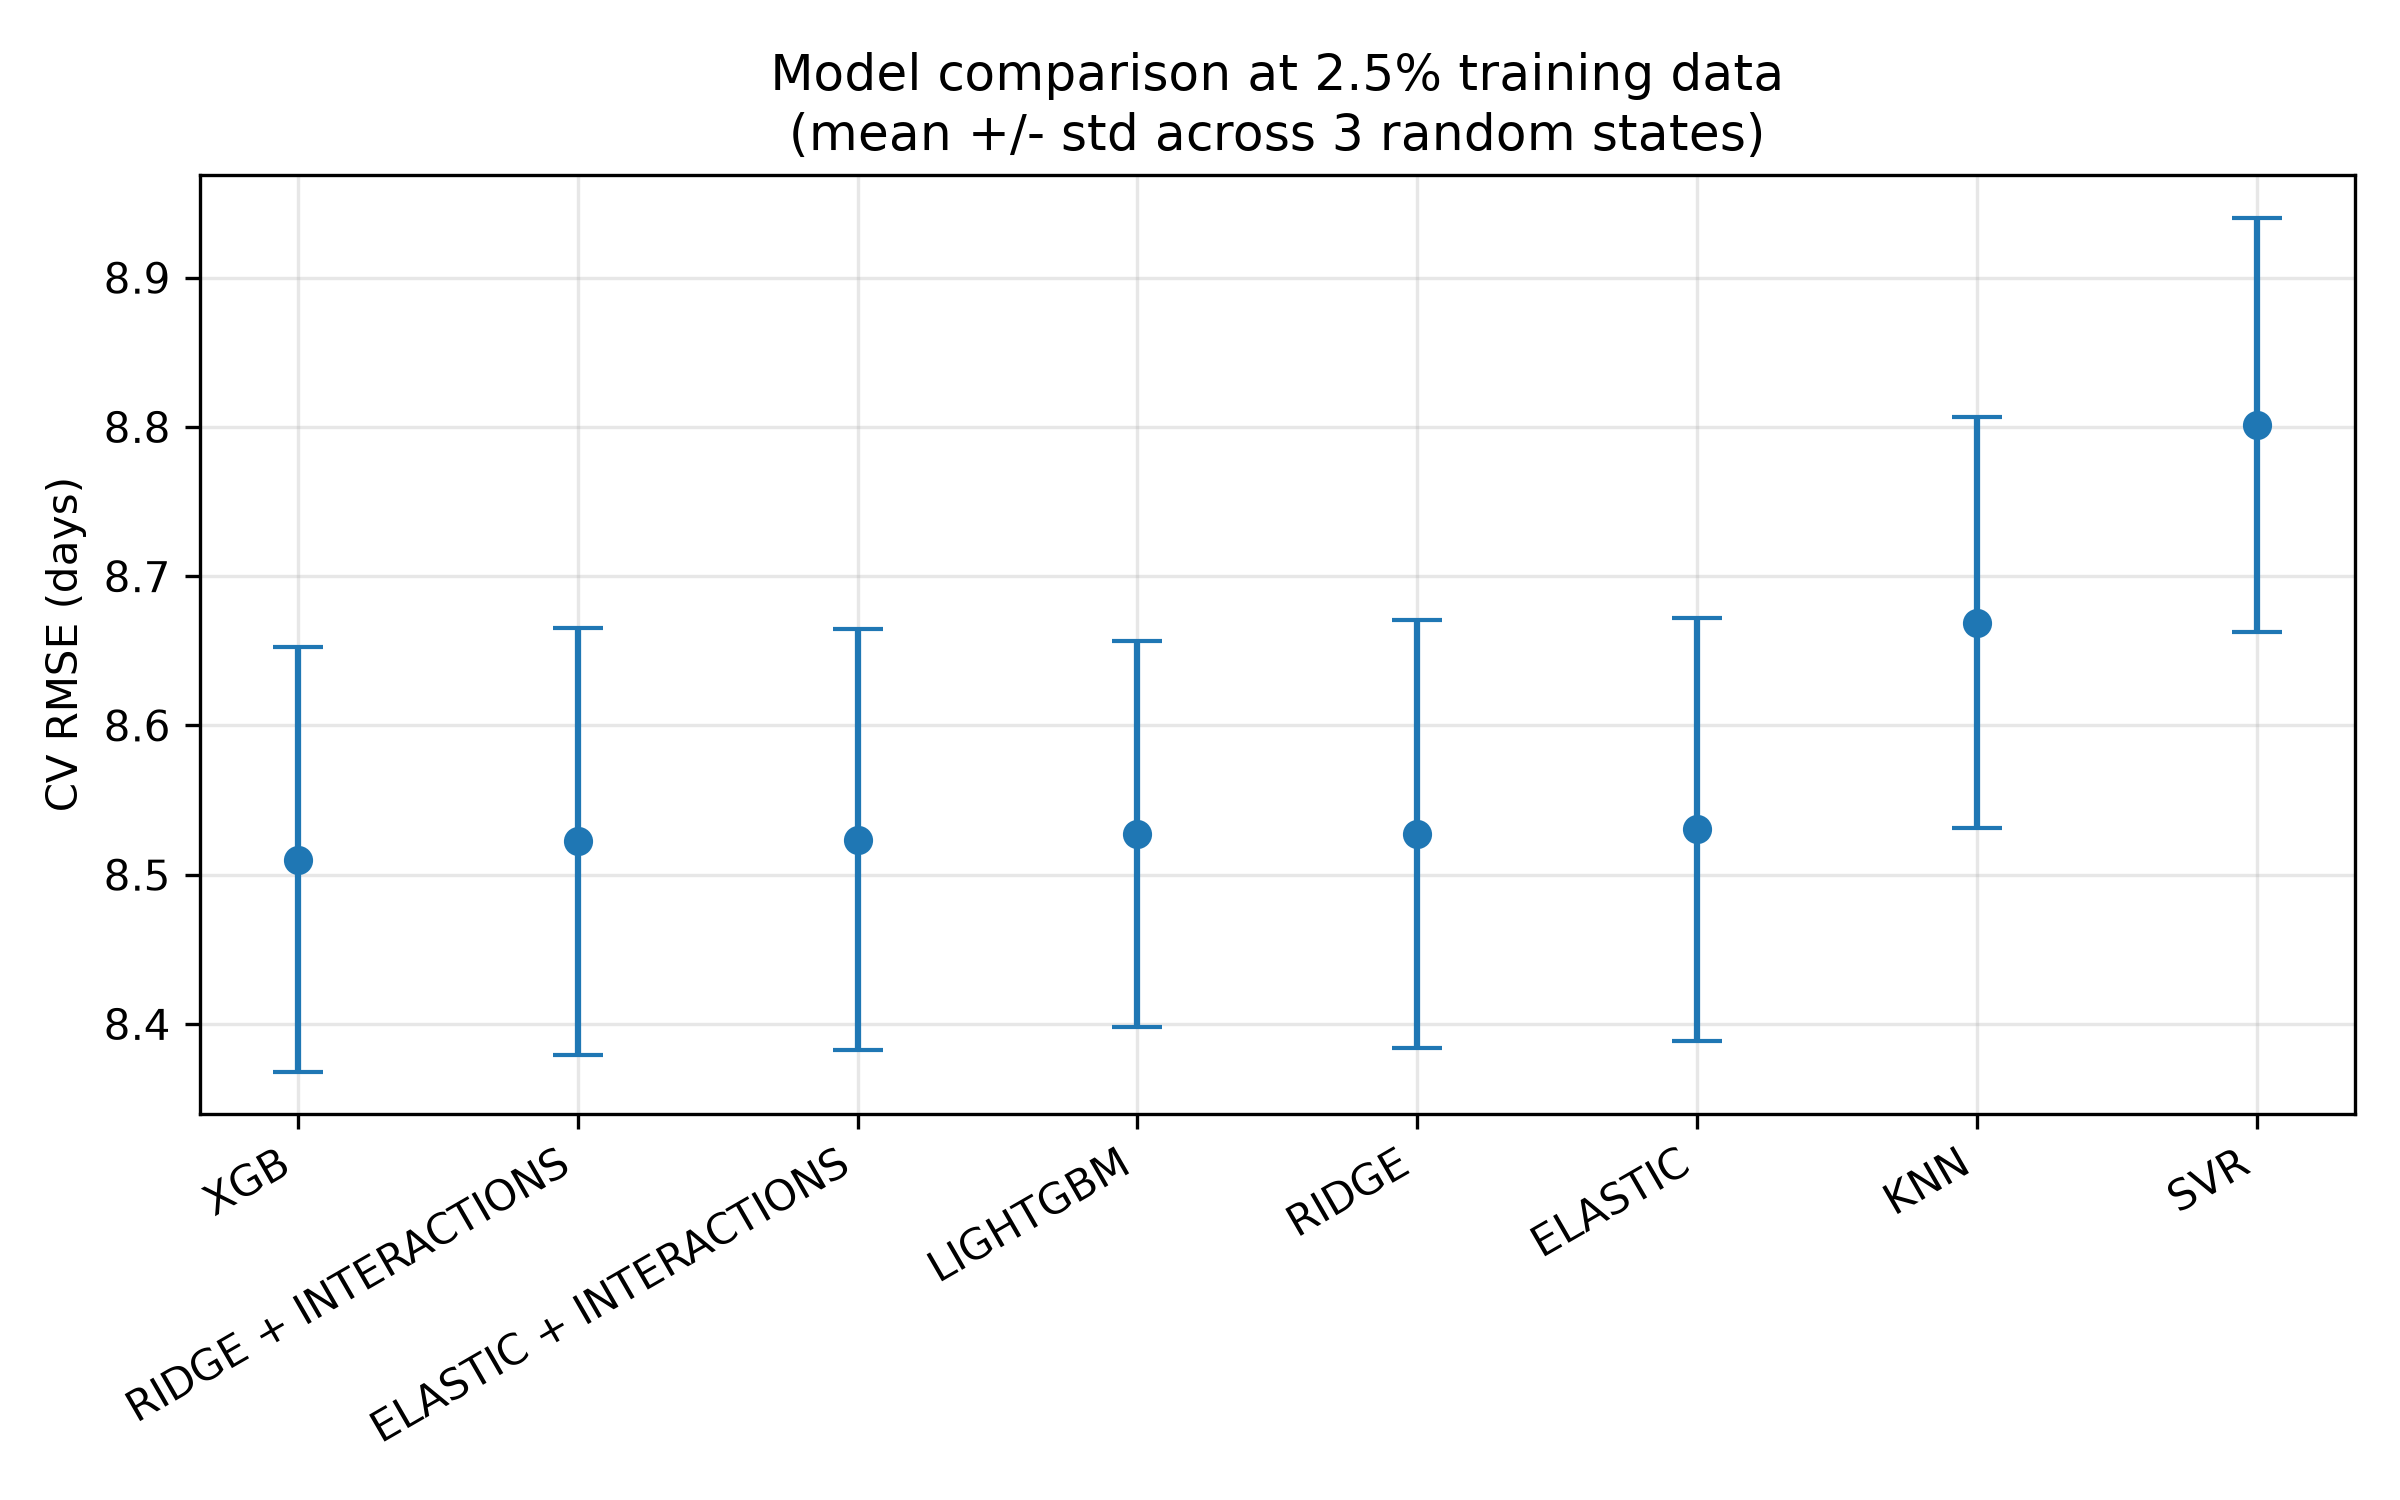 Model comparison at 2.5% training data
(mean +/- std across 3 random states)
CV RMSE (days)
8.9
8.8
8.7
8.6
8.5
8.4
XGB
RIDGE + INTERACTIONS
ELASTIC + INTERACTIONS
LIGHTGBM
RIDGE
ELASTIC
KNN
SVR